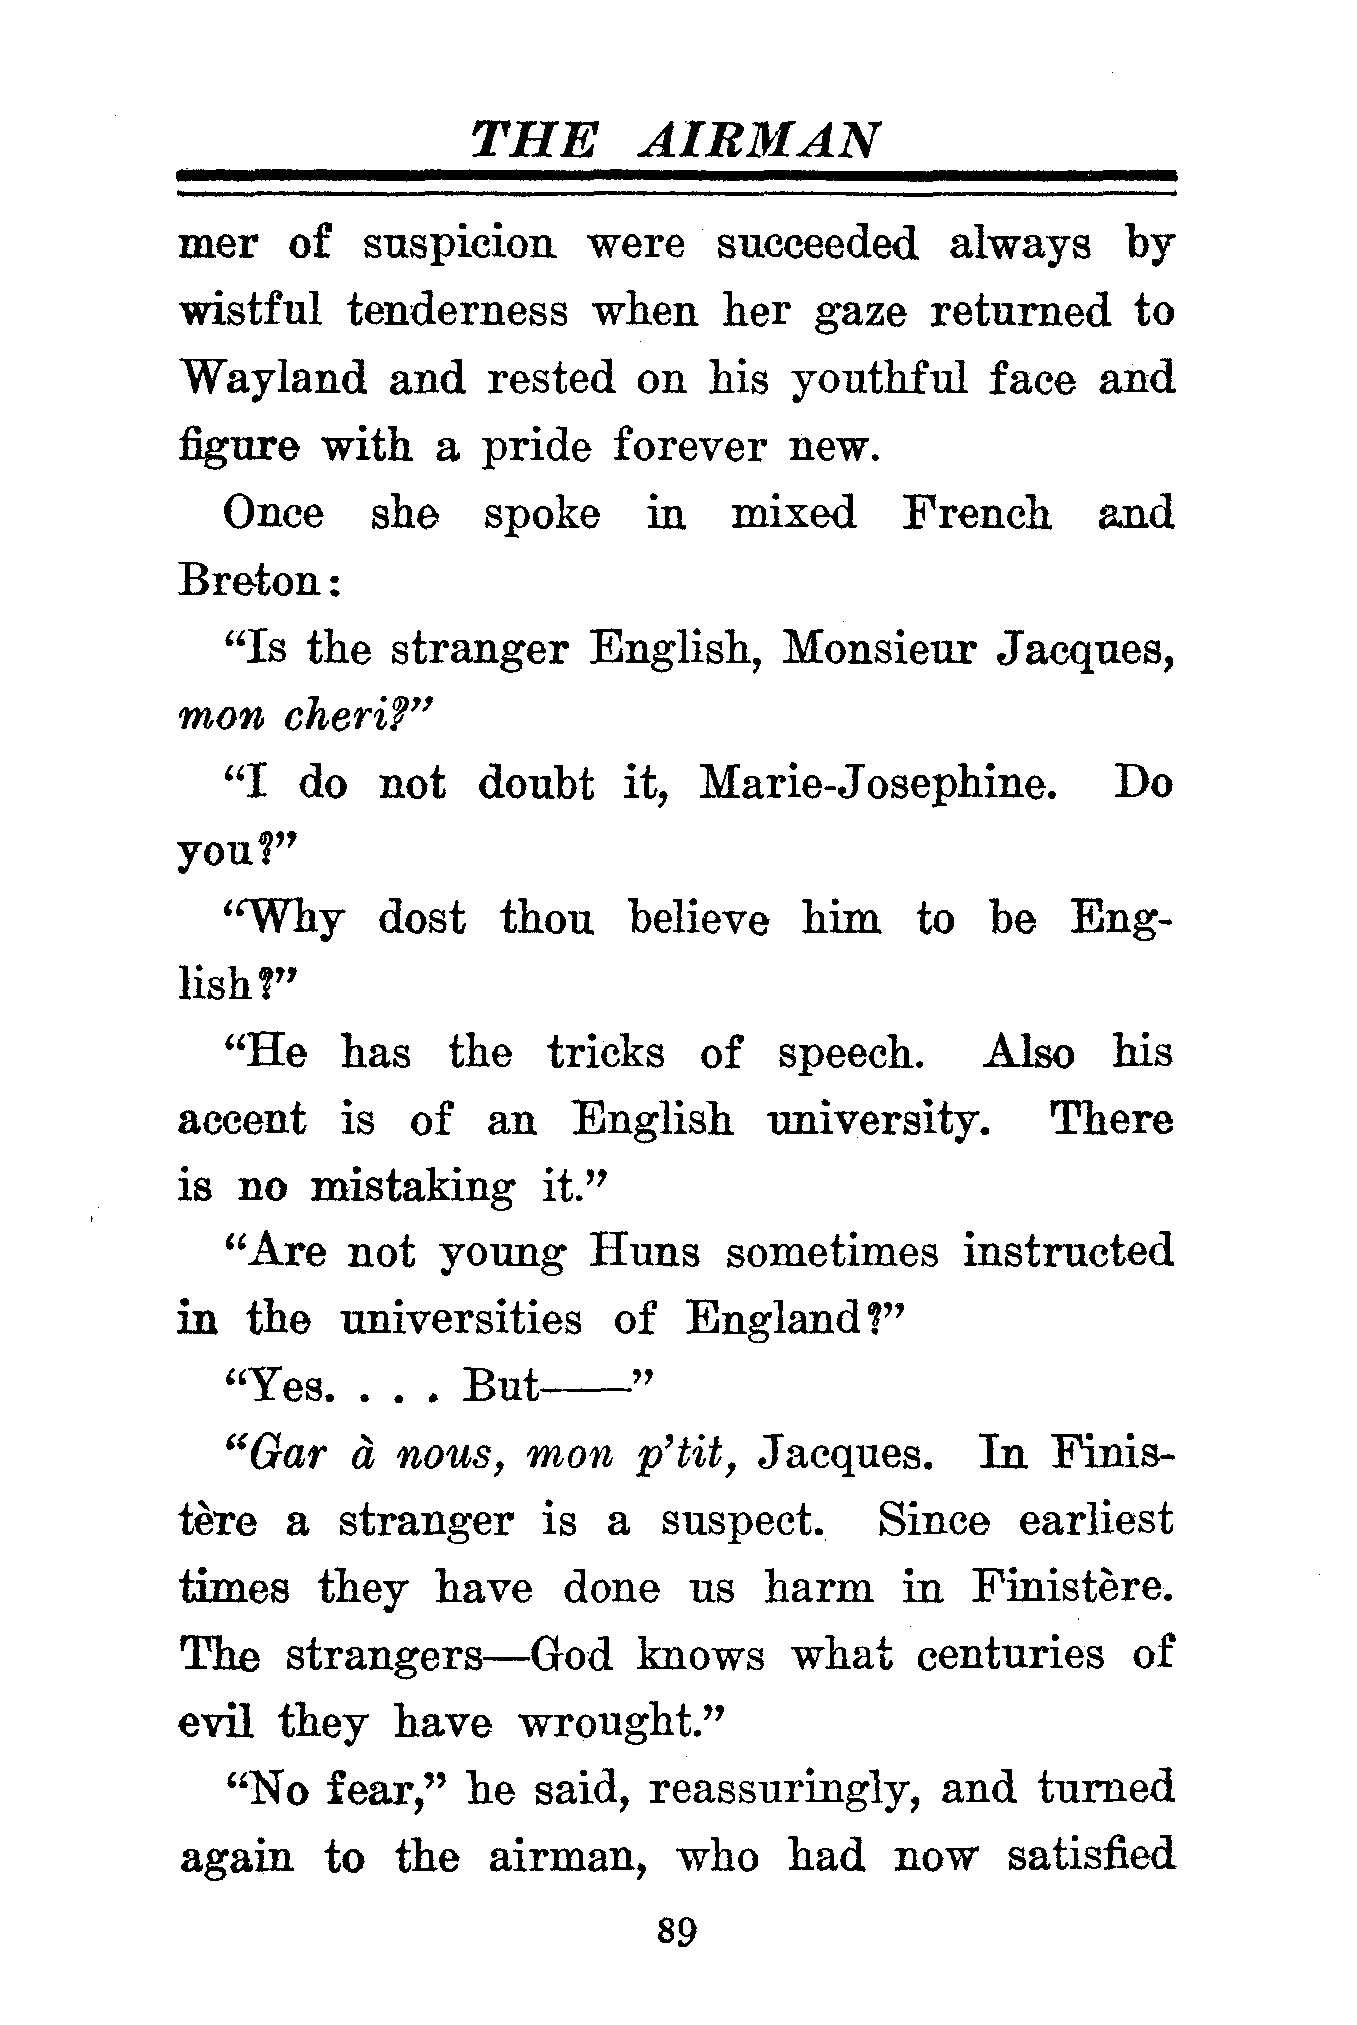 THE AIRMAN
mer of suspicion were succeeded always by
wistful tenderness when her gaze returned to
Wayland and rested on his youthful face and
figure with a pride forever new.
Once she spoke in mixed French and
Breton:
“Is the stranger English, Monsieur Jacques,
mon cheri?”
“I do not doubt it, Marie-Josephine. Do
you?”
“Why dost thou believe him to be Eng-
lish?”
“He has the tricks of speech. Also his
accent is of an English university. There
is no mistaking it.”
“Are not young Huns sometimes instructed
in the universities of England?”
“Yes. . . . But——”
“Gar à nous, mon p’tit, Jacques. In Finis-
tère a stranger is a suspect. Since earliest
times they have done us harm in Finistère.
The strangers—God knows what centuries of
evil they have wrought.”
“No fear,” he said, reassuringly, and turned
again to the airman, who had now satisfied
89